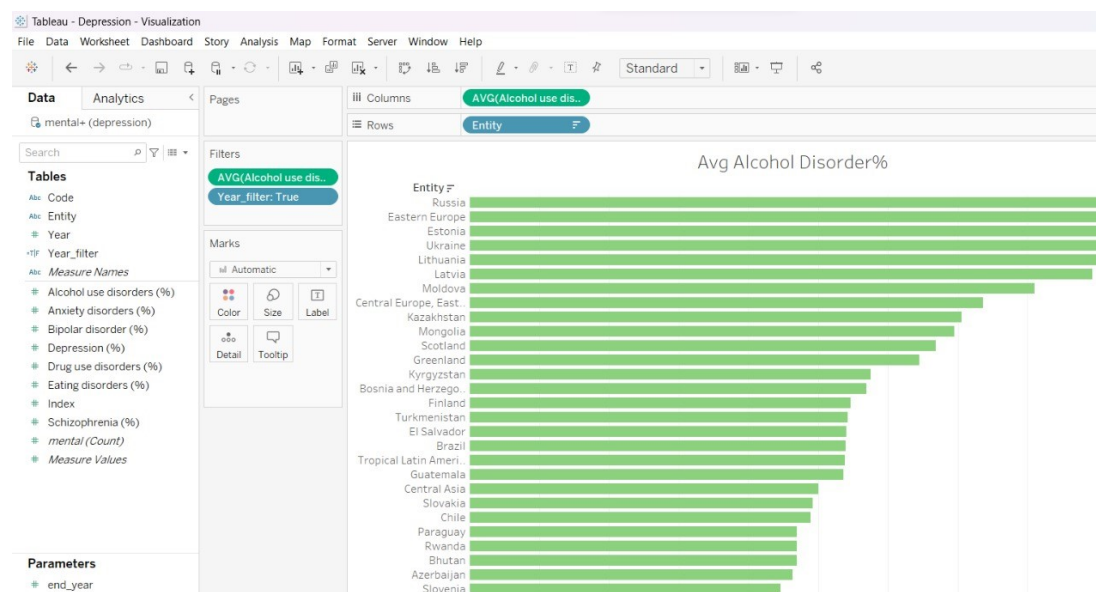 Tableau - Depression - Visualization
File Data Worksheet Dashboard Story Analysis Map Format Server Window Help
Standard
Data Analytics
mental+ (depression)
Search
Tables
Abc Code
Abc Entity
# Year
T|F Year_filter
Abc Measure Names
# Alcohol use disorders (%)
# Anxiety disorders (%)
# Bipolar disorder (%)
# Depression (%)
# Drug use disorders (%)
# Eating disorders (%)
# Index
# Schizophrenia (%)
# mental (Count)
# Measure Values
Parameters
# end_year
Pages
Filters
AVG(Alcohol use dis..
Year_filter: True
Marks
Automatic
Color Size Label
Detail Tooltip
Columns AVG(Alcohol use dis..
Rows Entity
Avg Alcohol Disorder%
Entity
Russia
Eastern Europe
Estonia
Ukraine
Lithuania
Latvia
Moldova
Central Europe, East..
Kazakhstan
Mongolia
Scotland
Greenland
Kyrgyzstan
Bosnia and Herzego..
Finland
Turkmenistan
El Salvador
Brazil
Tropical Latin Ameri..
Guatemala
Central Asia
Slovakia
Chile
Paraguay
Rwanda
Bhutan
Azerbaijan
Slovenia